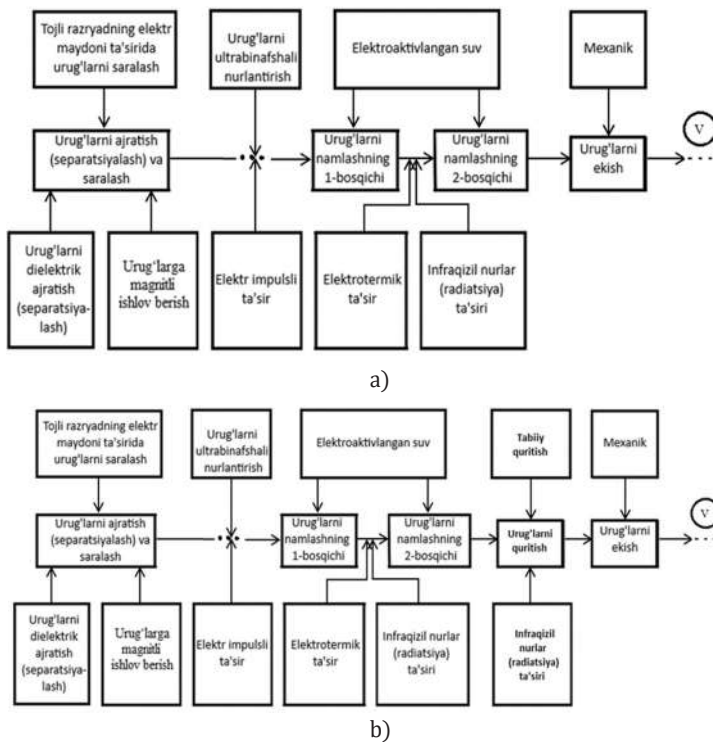 Tojli razryadning elektr
maydoni ta'sirida
urug'larni saralash
Urug'larni
ultrabinafshali
nurlantirish
Elektroaktivlangan suv
Mexanik
V
Urug'larni ajratish
(separatsiyalash) va
saralash
Urug'larni
namlashning
1-bosqichi
Urug'larni
namlashning
2-bosqichi
Urug'larni
ekish
Urug'larni
dielektrik
ajratish
(separatsiya-
lash)
Urug'larga
magnitli
ishlov berish
Elektr impulsli
ta'sir
Elektrotermik
ta'sir
Infraqizil nurlar
(radiatsiya)
ta'siri
a)
Tojli razryadning elektr
maydoni ta'sirida
urug'larni saralash
Urug'larni
ultrabinafshali
nurlantirish
Elektroaktivlangan suv
Tabiiy
quritish
Mexanik
V
Urug'larni ajratish
(separatsiyalash) va
saralash
Urug'larni
namlashning
1-bosqichi
Urug'larni
namlashning
2-bosqichi
Urug'larni
quritish
Urug'larni
ekish
Urug'larni
dielektrik
ajratish
(separatsiya-
lash)
Urug'larga
magnitli
ishlov berish
Elektr impulsli
ta'sir
Elektrotermik
ta'sir
Infraqizil nurlar
(radiatsiya)
ta'siri
Infraqizil
nurlar
(radiatsiya)
ta'siri
b)